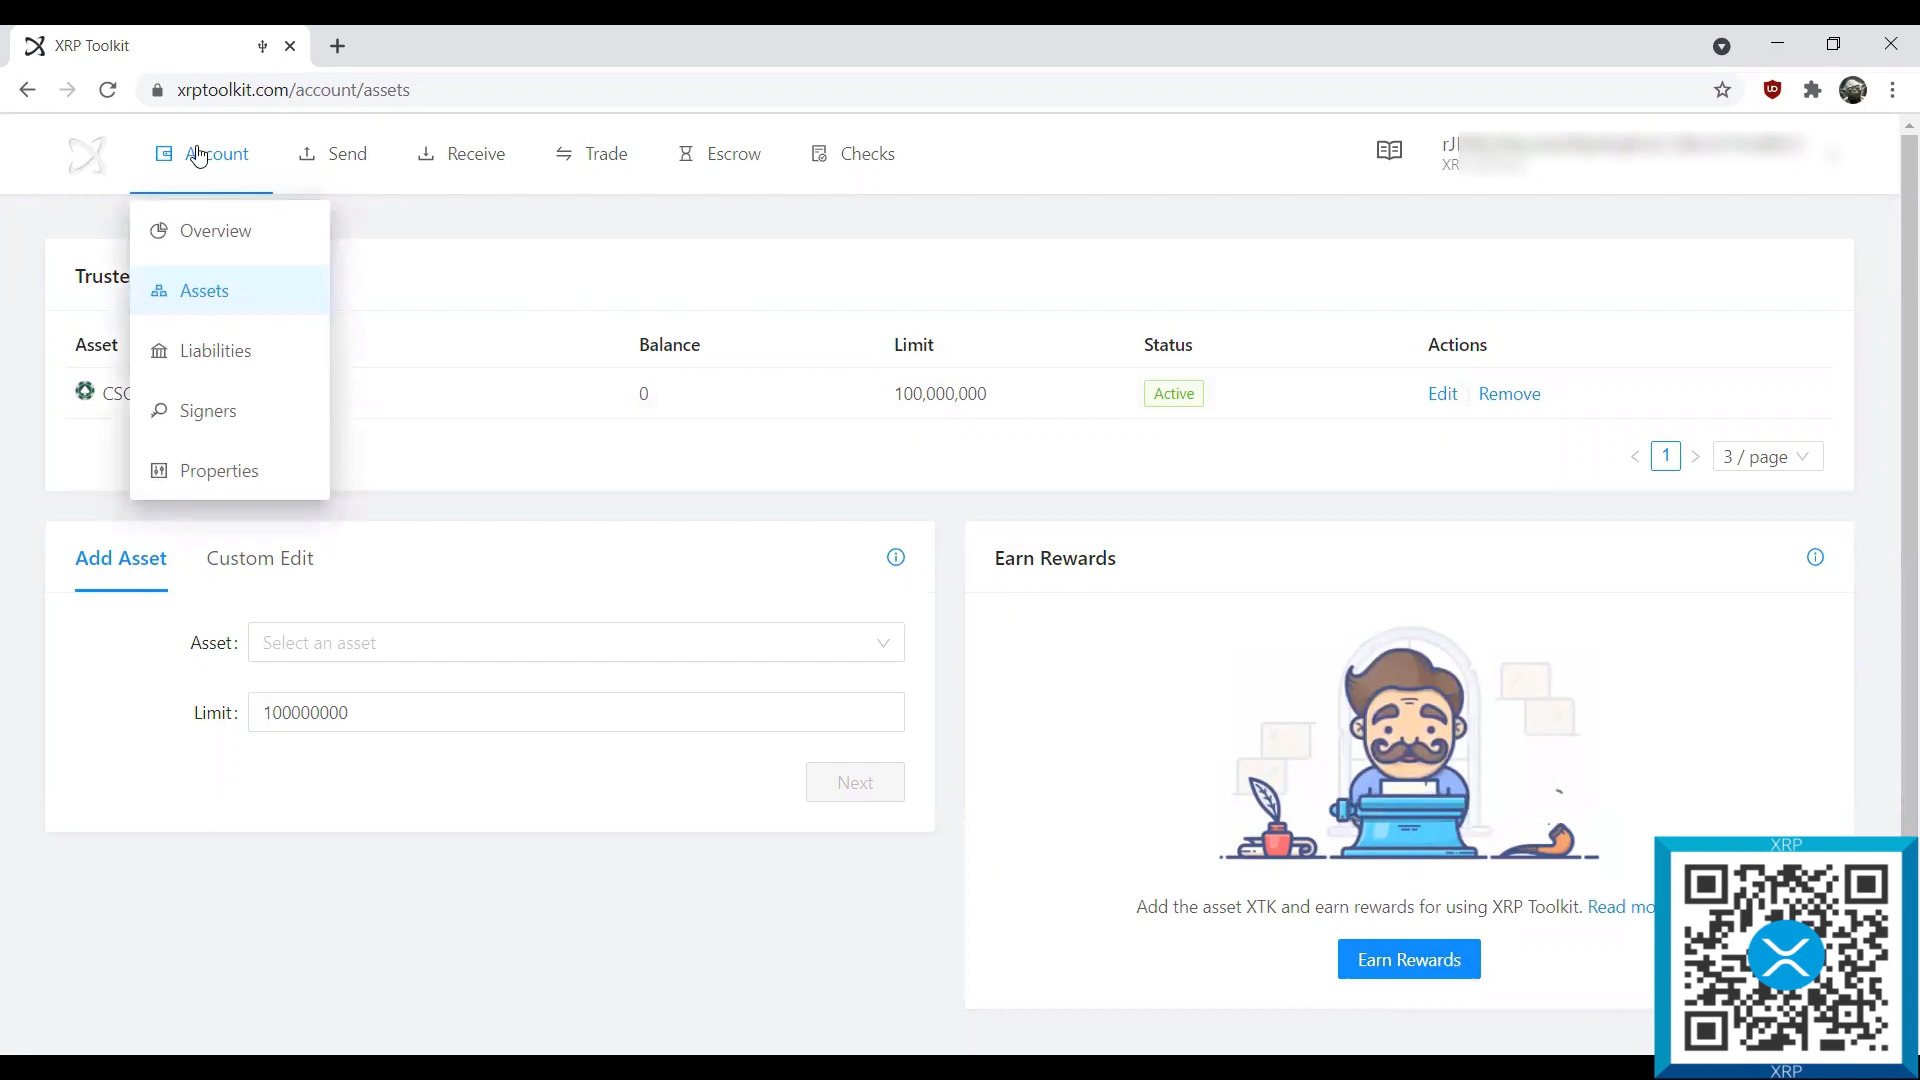 XRP Toolkit
xrptoolkit.com/account/assets
Account
Send
Receive
Trade
Escrow
Checks
rJ
XR
Overview
Assets
Liabilities
Signers
Properties
Truste
Asset
Balance
Limit
Status
Actions
CSC
0
100,000,000
Active
Edit
Remove
1
3 / page
Add Asset
Custom Edit
Asset:
Select an asset
Limit:
100000000
Next
Earn Rewards
Add the asset XTK and earn rewards for using XRP Toolkit. Read mo
Earn Rewards
XRP
XRP